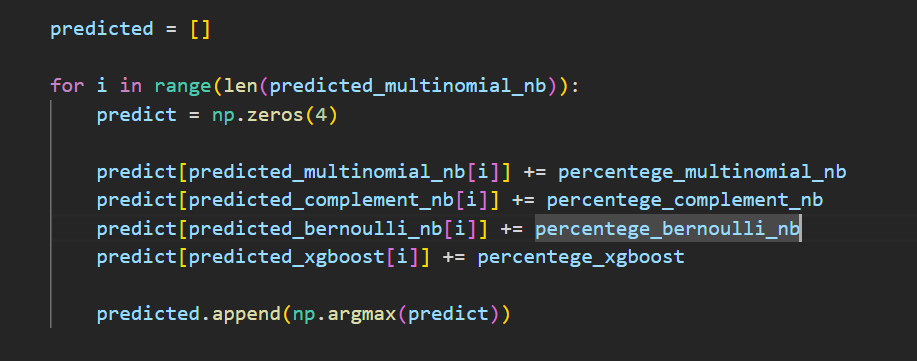 predicted = []
for i in range(len(predicted_multinomial_nb)):
predict = np.zeros(4)
predict[predicted_multinomial_nb[i]] += percentege_multinomial_nb
predict[predicted_complement_nb[i]] += percentege_complement_nb
predict[predicted_bernoulli_nb[i]] += percentege_bernoulli_nb
predict[predicted_xgboost[i]] += percentege_xgboost
predicted.append(np.argmax(predict))